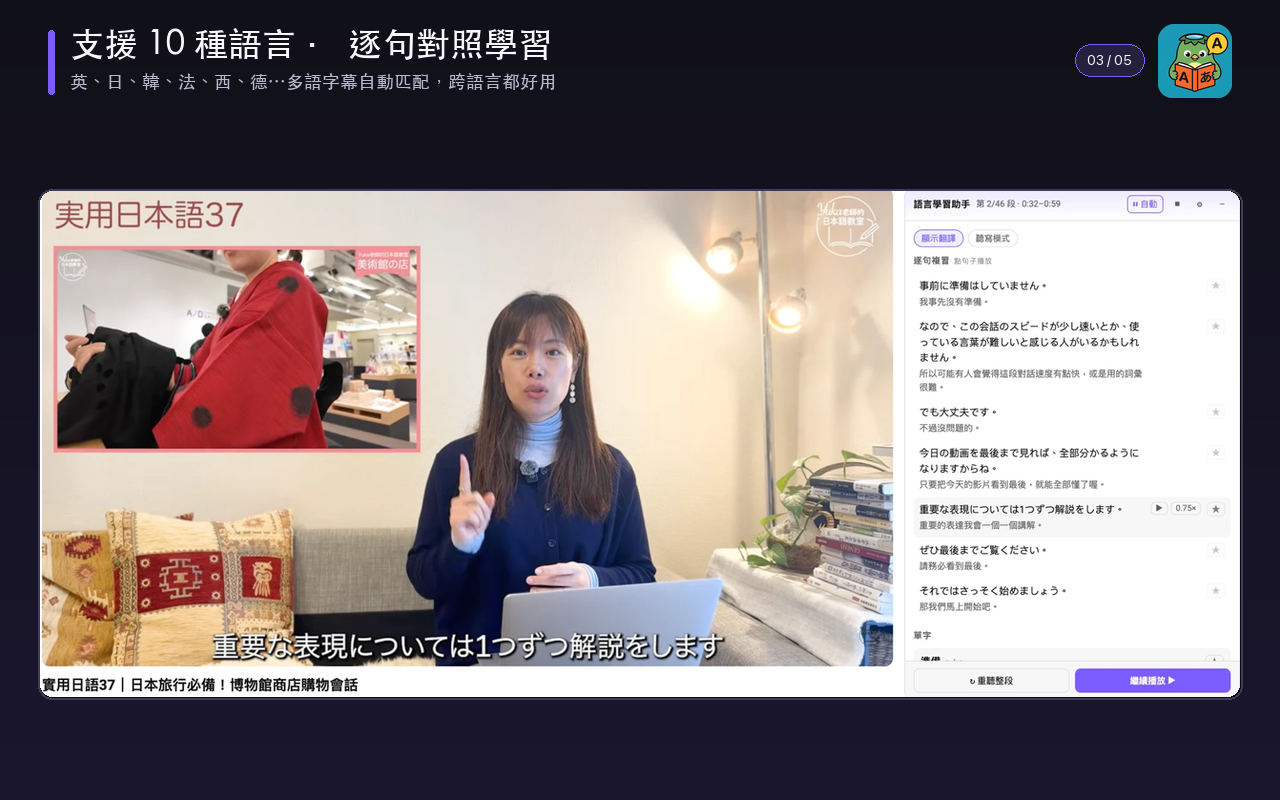 支援 10 種語言 · 逐句對照學習
英、日、韓、法、西、德…多語字幕自動匹配，跨語言都好用
03 / 05
A
A あ
実用日本語37
Yuka老師的日本語教室
美術館の店
A/D
Yuka老師的
日本語教室
重要な表現については1つずつ解説をします
實用日語37｜日本旅行必備！博物館商店購物會話
語言學習助手 第 2/46 段 · 0:32–0:59
自動
顯示翻譯 聽寫模式
逐句複習 點句子播放
事前に準備はしていません。
我事先沒有準備。
なので、この会話のスピードが少し速いとか、使
っている言葉が難しいと感じる人がいるかもしれ
ません。
所以可能有人會覺得這段對話速度有點快，或是用的詞彙
很難。
でも大丈夫です。
不過沒問題的。
今日の動画を最後まで見れば、全部分かるように
なりますからね。
只要把今天的影片看到最後，就能全部懂了喔。
重要な表現については1つずつ解説をします。
0.75×
重要的表達我會一個一個講解。
ぜひ最後までご覧ください。
請務必看到最後。
それではさっそく始めましょう。
那我們馬上開始吧。
單字
準備
↻ 重聽整段
繼續播放 ▶